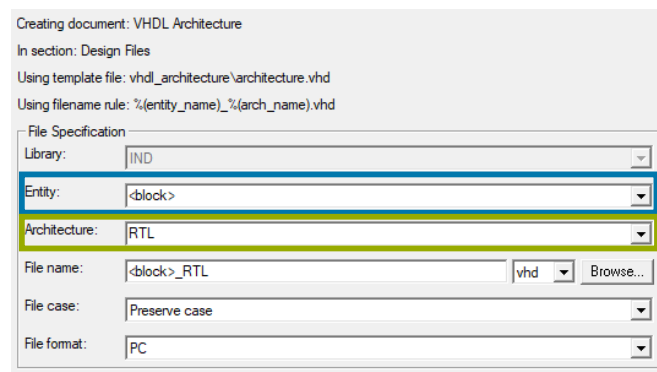 Creating document: VHDL Architecture
In section: Design Files
Using template file: vhdl_architecture\architecture.vhd
Using filename rule: %(entity_name)_%(arch_name).vhd
File Specification
Library: IND
Entity: <block>
Architecture: RTL
File name: <block>_RTL vhd Browse...
File case: Preserve case
File format: PC